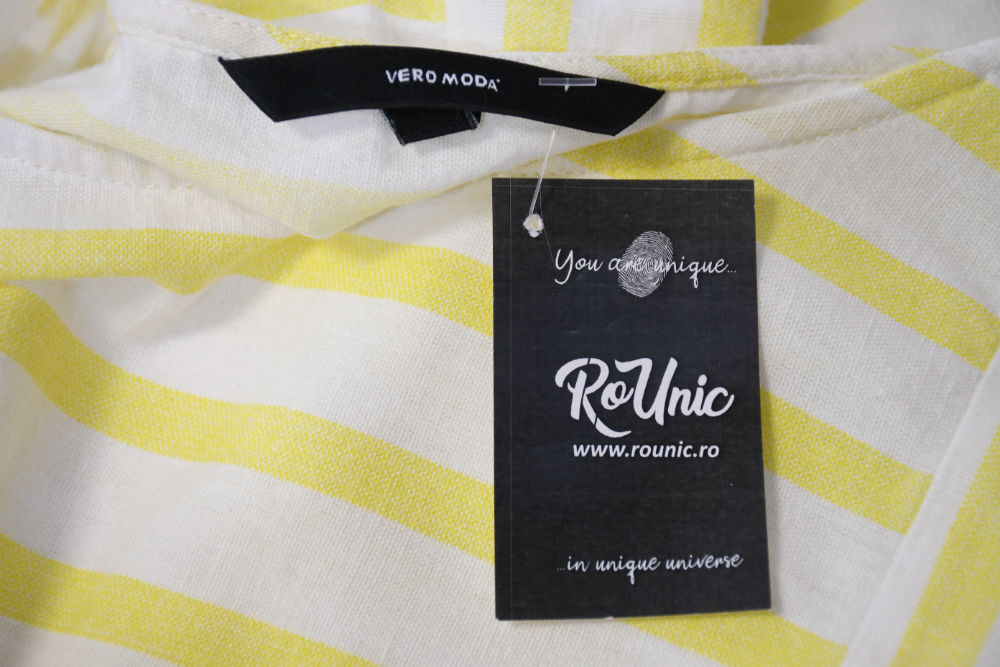 VERO MODA
You are unique...
RoUnic
www.rounic.ro
...in unique universe